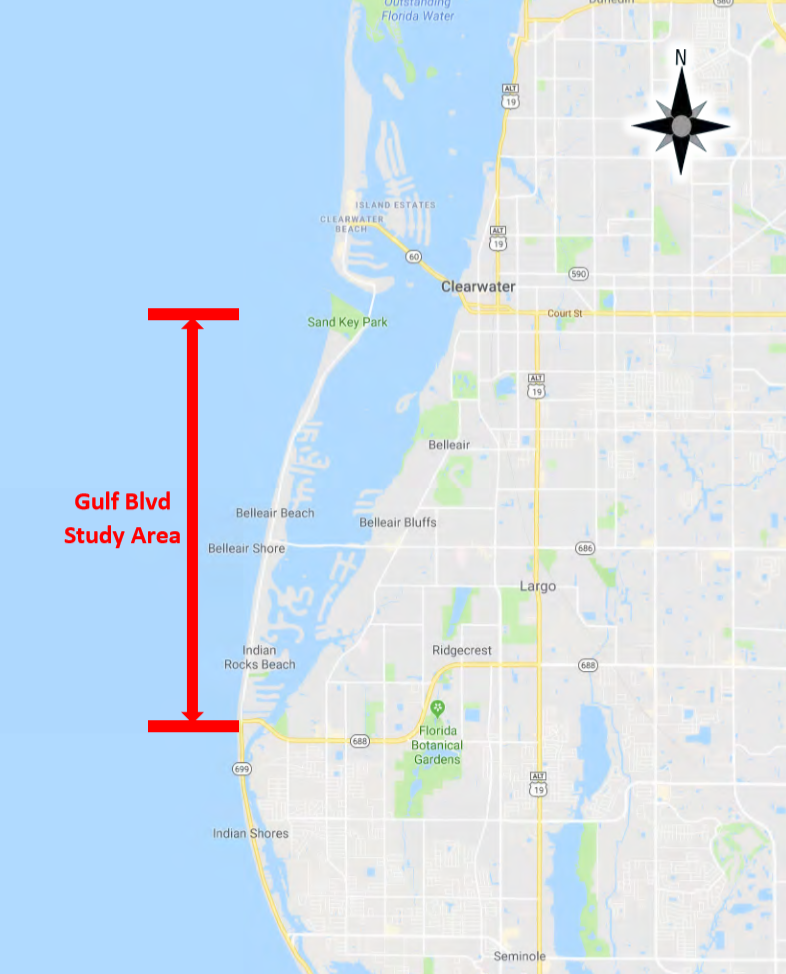 Outstanding
Florida Water
Dunedin
580
N
ALT
19
ISLAND ESTATES
CLEARWATER
BEACH
ALT
19
60
590
Clearwater
Court St
Sand Key Park
ALT
19
Belleair
Gulf Blvd
Study Area
Belleair Beach
Belleair Bluffs
Belleair Shore
686
Largo
Indian
Rocks Beach
Ridgecrest
688
Florida
Botanical
Gardens
688
699
ALT
19
Indian Shores
Seminole